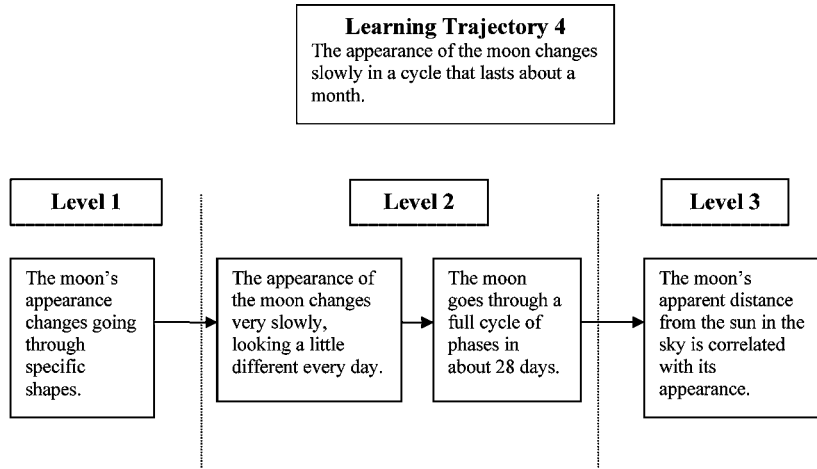 Learning Trajectory 4
The appearance of the moon changes
slowly in a cycle that lasts about a
month.
Level 1
Level 2
Level 3
The moon's
appearance
changes going
through
specific
shapes.
The appearance of
the moon changes
very slowly,
looking a little
different every day.
The moon
goes through a
full cycle of
phases in
about 28 days.
The moon's
apparent distance
from the sun in the
sky is correlated
with its
appearance.